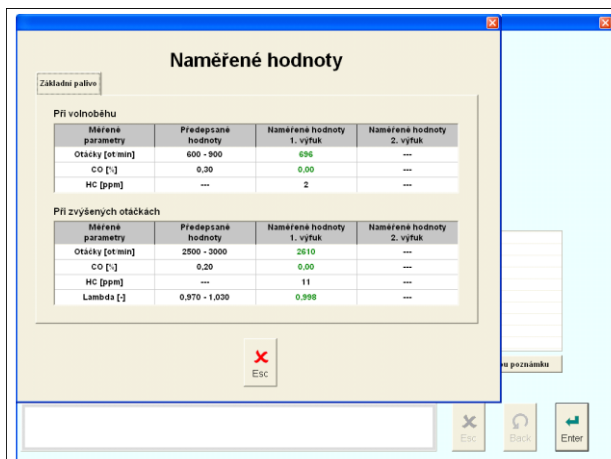 Naměřené hodnoty
Základní palivo
Při volnoběhu
Měřené parametry Předepsané hodnoty Naměřené hodnoty 1. výfuk Naměřené hodnoty 2. výfuk
Otáčky [ot/min] 600 - 900 696 ---
CO [%] 0,30 0,00 ---
HC [ppm] --- 2 ---
Při zvýšených otáčkách
Měřené parametry Předepsané hodnoty Naměřené hodnoty 1. výfuk Naměřené hodnoty 2. výfuk
Otáčky [ot/min] 2500 - 3000 2610 ---
CO [%] 0,20 0,00 ---
HC [ppm] --- 11 ---
Lambda [-] 0,970 - 1,030 0,998 ---
Esc
ou poznámku
Esc Back Enter